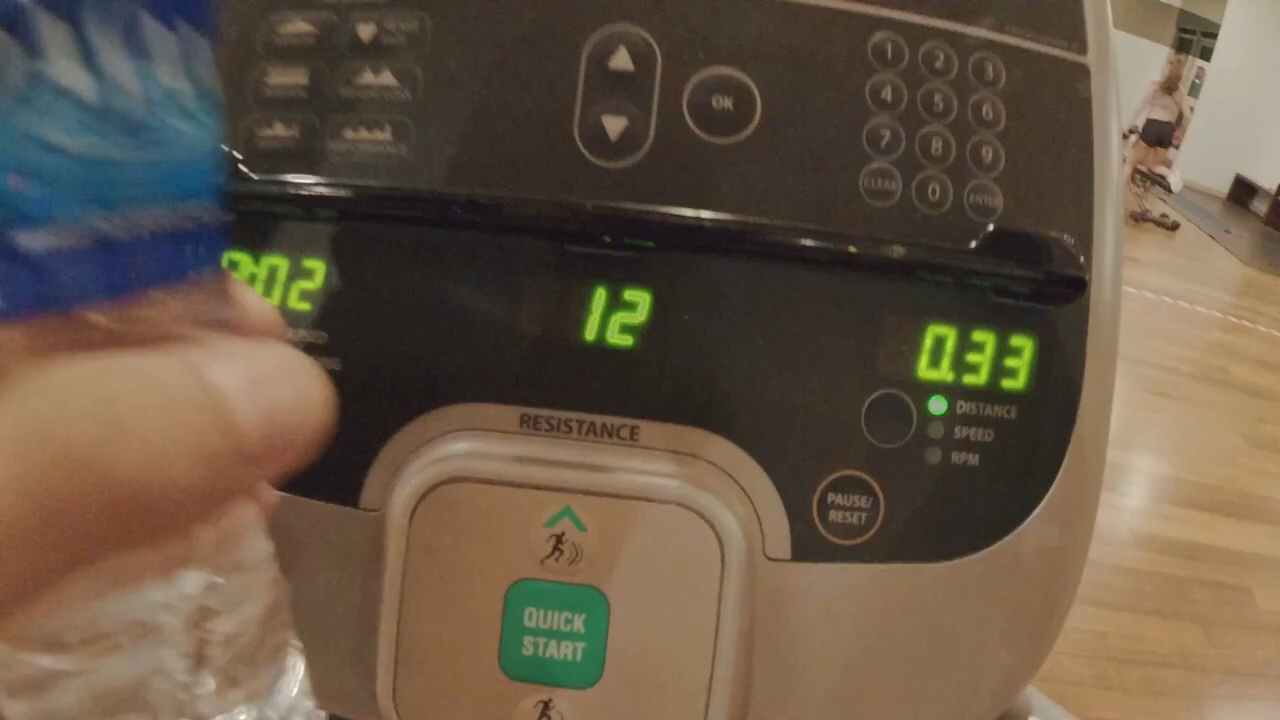 OK
1 2 3
4 5 6
7 8 9
CLEAR 0 ENTER
:02
12
0.33
DISTANCE
SPEED
RPM
RESISTANCE
PAUSE/
RESET
QUICK
START